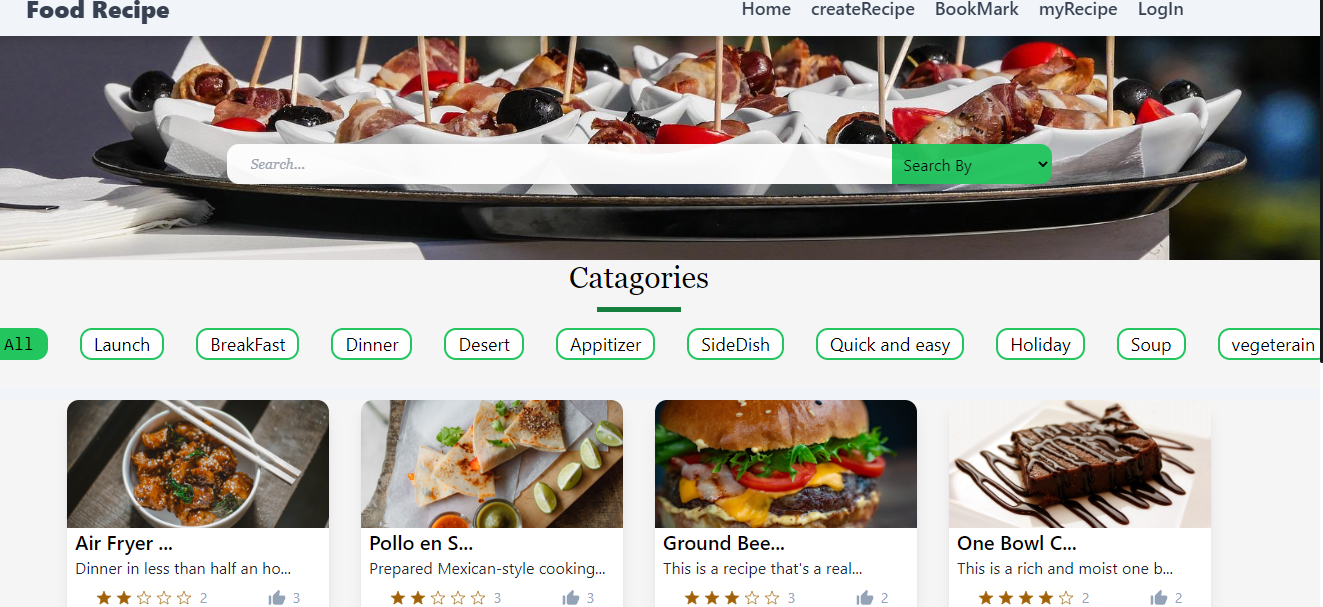 Food Recipe Home createRecipe BookMark myRecipe LogIn
Search... Search By
Catagories
All Launch BreakFast Dinner Desert Appitizer SideDish Quick and easy Holiday Soup vegeterain
Air Fryer ... Pollo en S... Ground Bee... One Bowl C...
Dinner in less than half an ho... Prepared Mexican-style cooking... This is a recipe that's a real... This is a rich and moist one b...
2 3 3 3 3 2 2 2